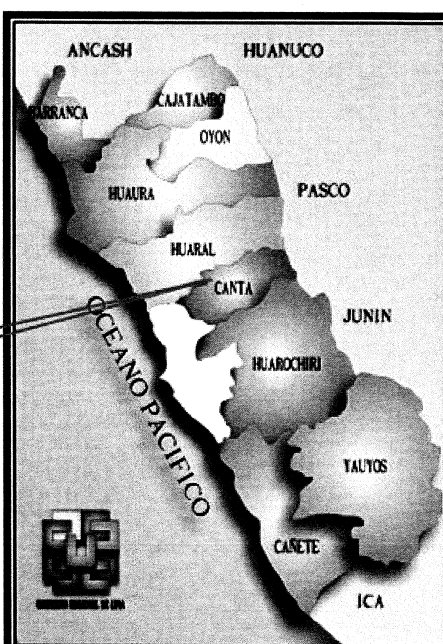 ANCASH
HUANUCO
BARRANCA
CAJATAMBO
OYON
HUAURA
PASCO
HUARAL
CANTA
JUNIN
OCEANO PACIFICO
HUAROCHIRI
YAUYOS
CAÑETE
ICA